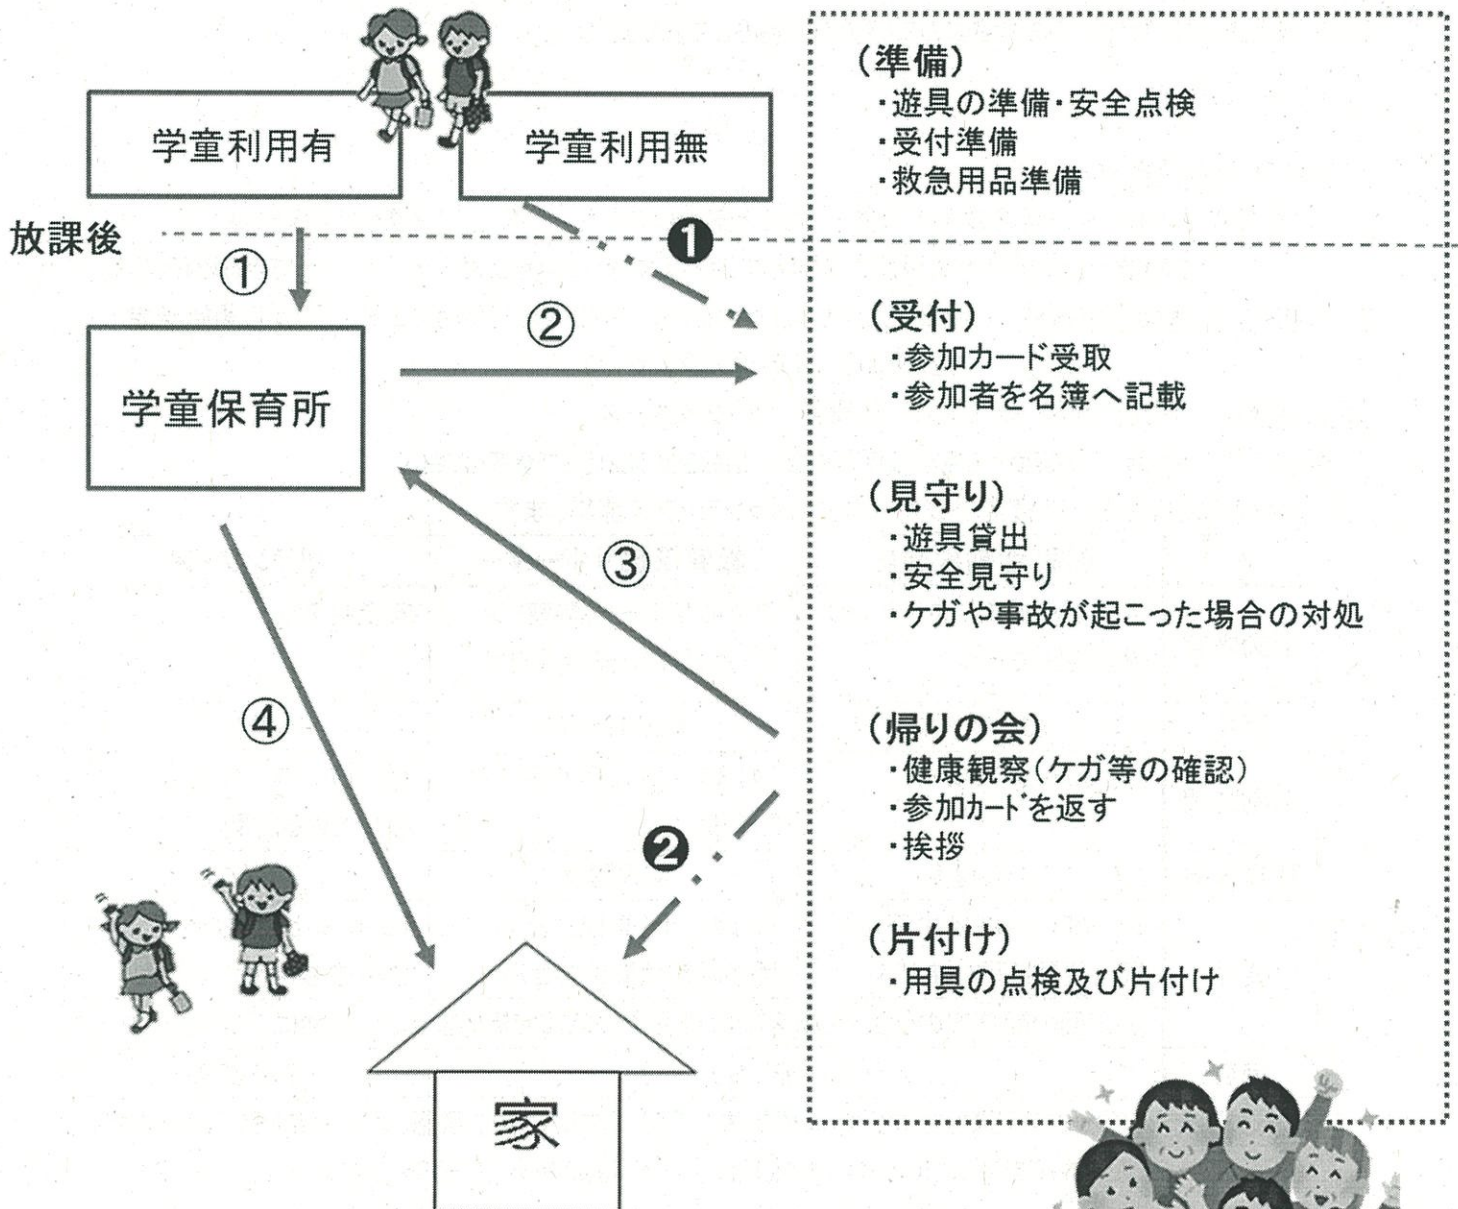 学童利用有
学童利用無
放課後
①
❶
②
学童保育所
③
④
❷
家
(準備)
・遊具の準備・安全点検
・受付準備
・救急用品準備
(受付)
・参加カード受取
・参加者を名簿へ記載
(見守り)
・遊具貸出
・安全見守り
・ケガや事故が起こった場合の対処
(帰りの会)
・健康観察(ケガ等の確認)
・参加ｶｰﾄﾞを返す
・挨拶
(片付け)
・用具の点検及び片付け